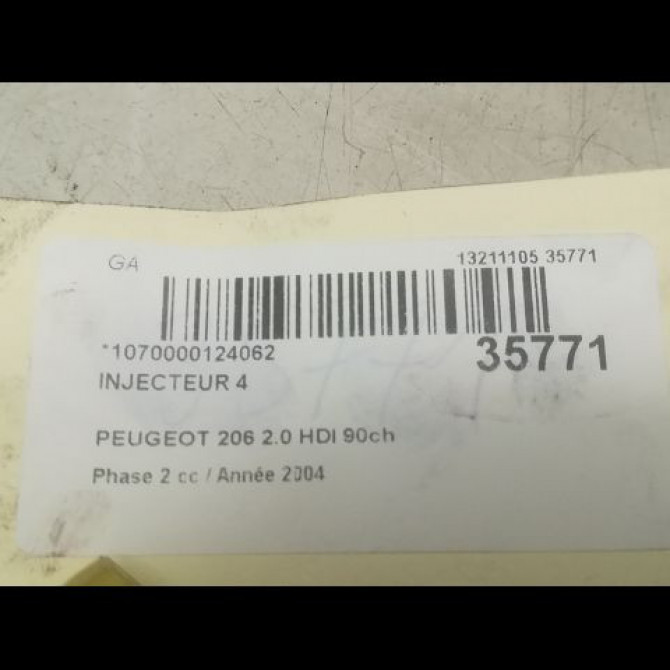 GA
13211105 35771
*1070000124062
35771
INJECTEUR 4
PEUGEOT 206 2.0 HDI 90ch
Phase 2 cc / Année 2004